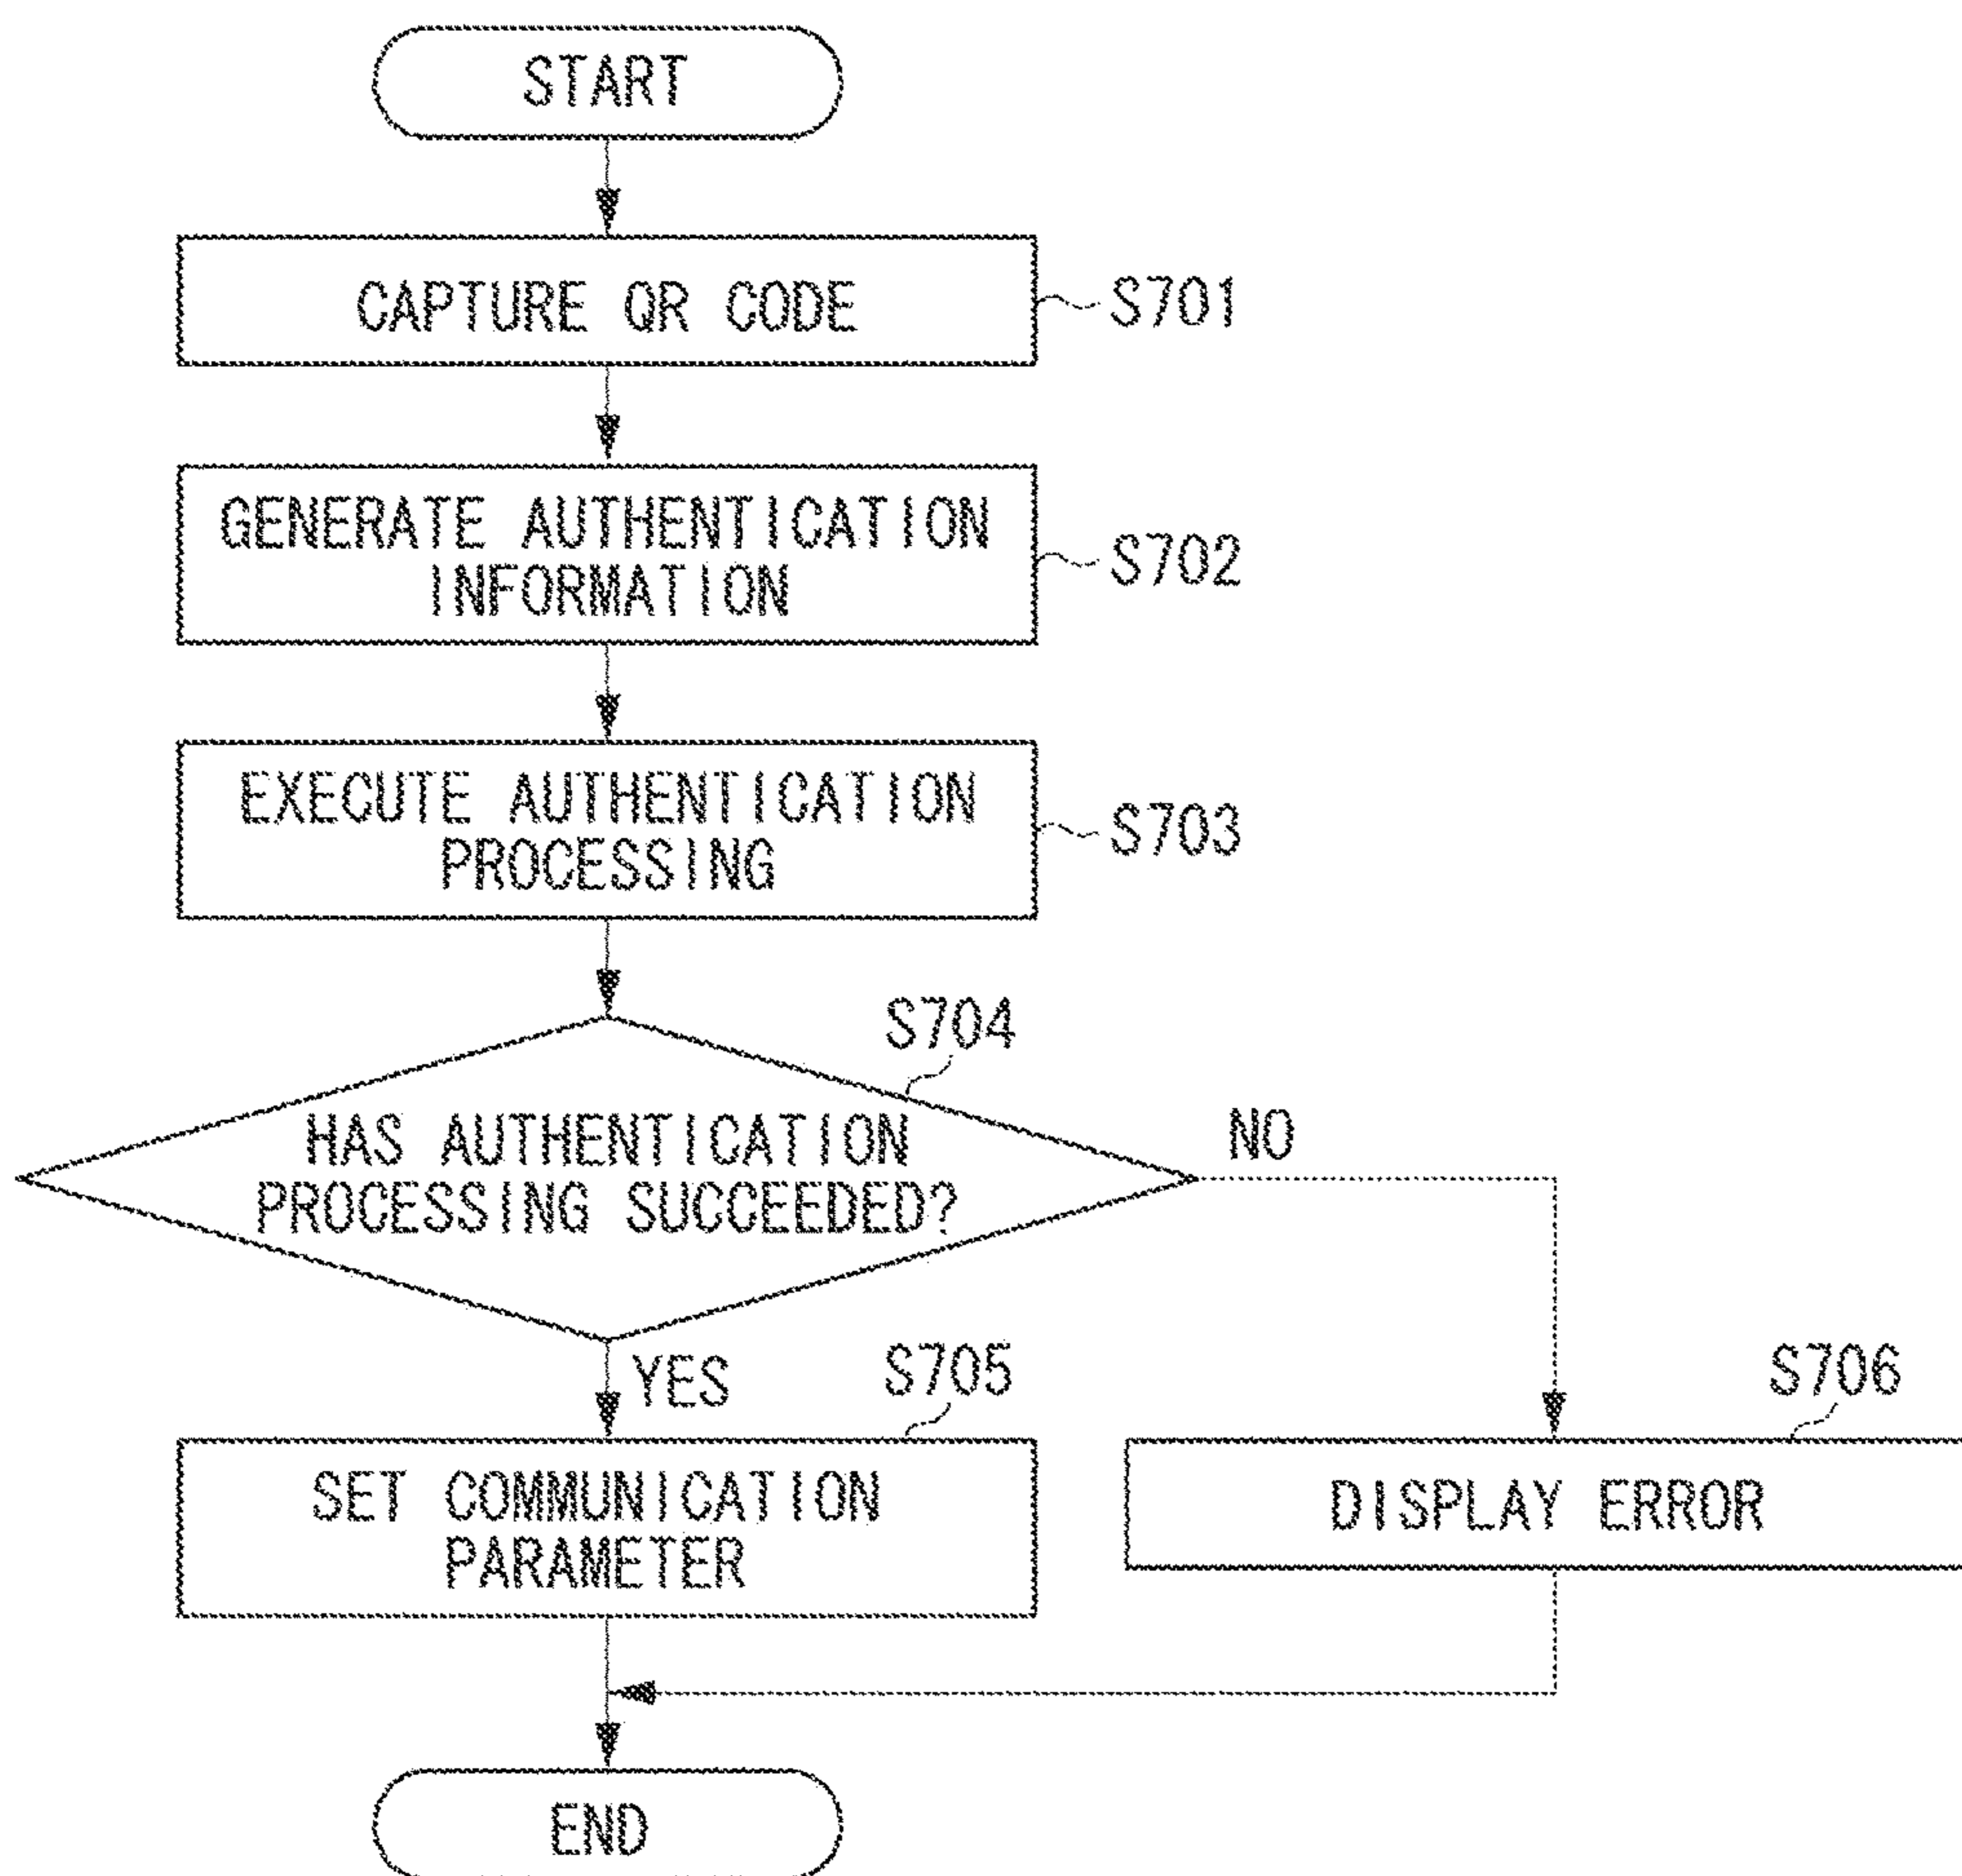 START
CAPTURE QR CODE
S701
GENERATE AUTHENTICATION
INFORMATION
S702
EXECUTE AUTHENTICATION
PROCESSING
S703
S704
HAS AUTHENTICATION
PROCESSING SUCCEEDED?
NO
YES
S705
SET COMMUNICATION
PARAMETER
S706
DISPLAY ERROR
END